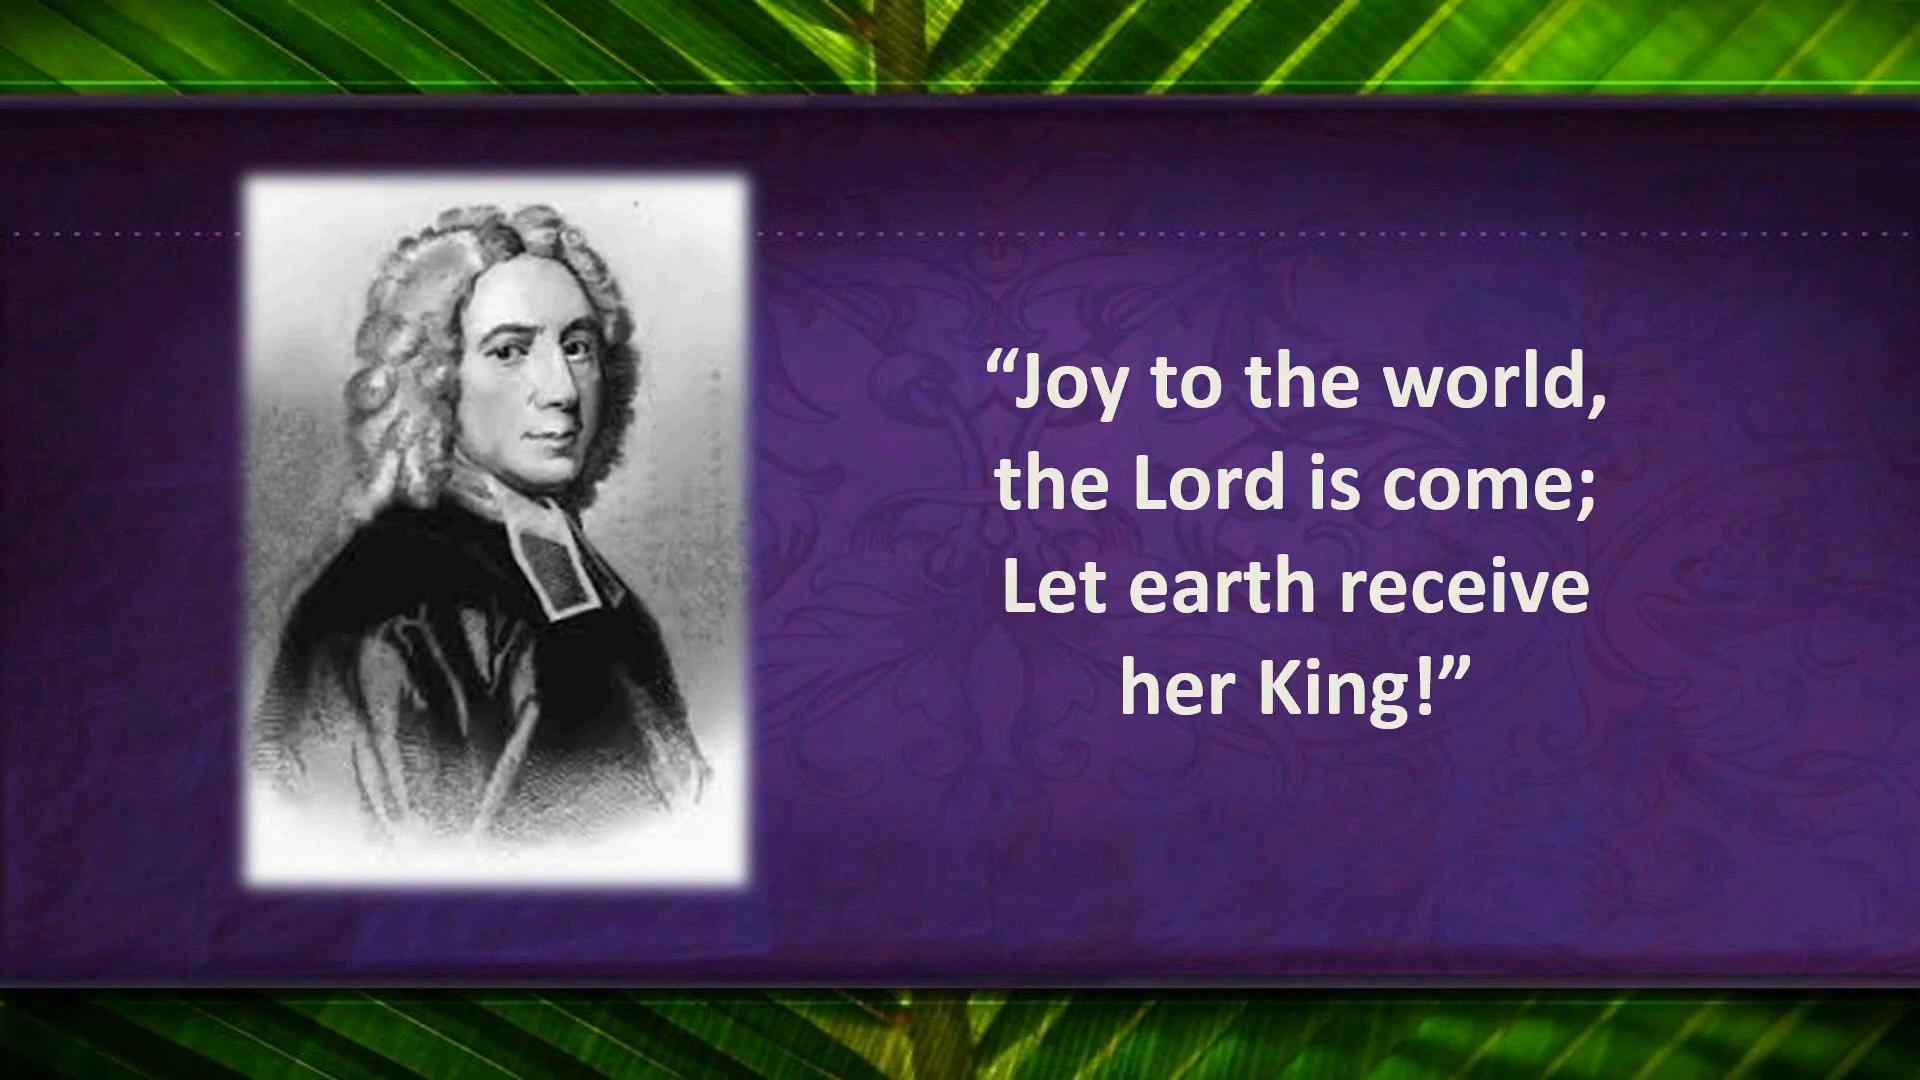 “Joy to the world,
the Lord is come;
Let earth receive
her King!”